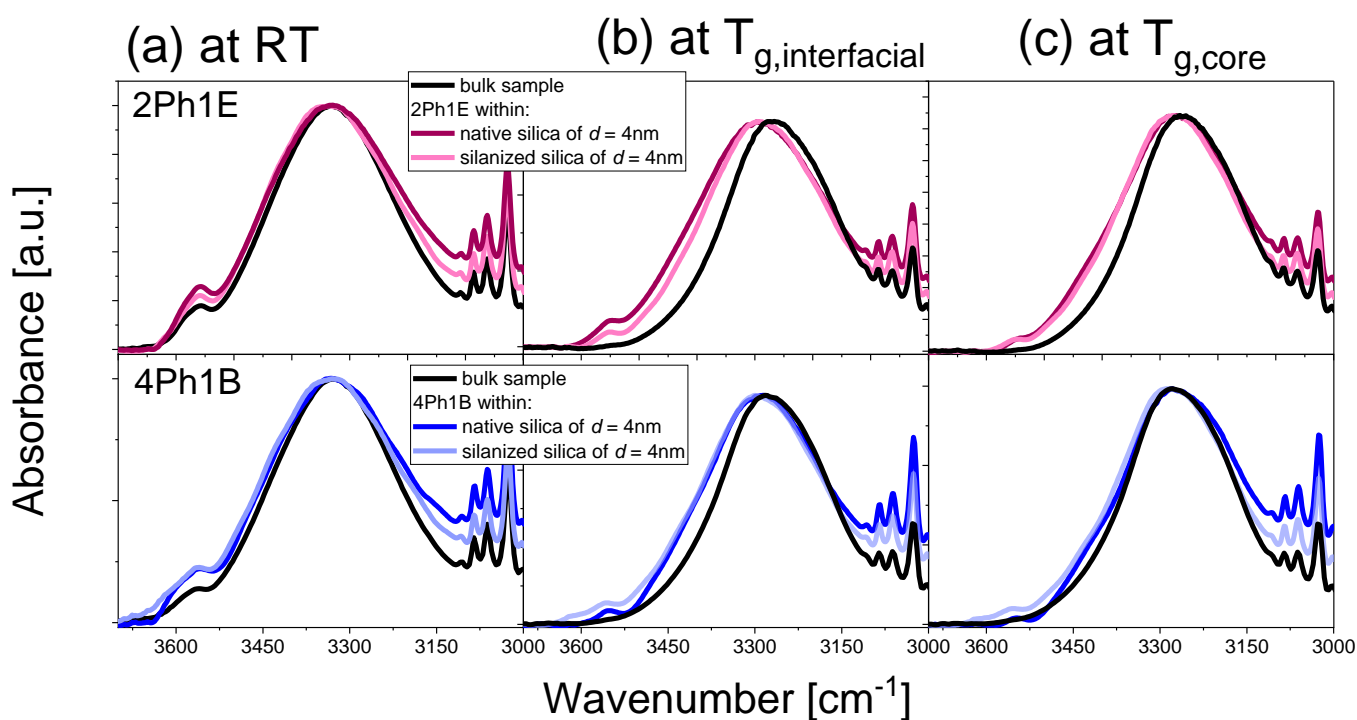 (a) at RT
(b) at Tg,interfacial
(c) at Tg,core
2Ph1E
bulk sample
2Ph1E within:
native silica of d = 4nm
silanized silica of d = 4nm
4Ph1B
bulk sample
4Ph1B within:
native silica of d = 4nm
silanized silica of d = 4nm
Absorbance [a.u.]
3600 3450 3300 3150 3000 3600 3450 3300 3150 3000 3600 3450 3300 3150 3000
Wavenumber [cm-1]